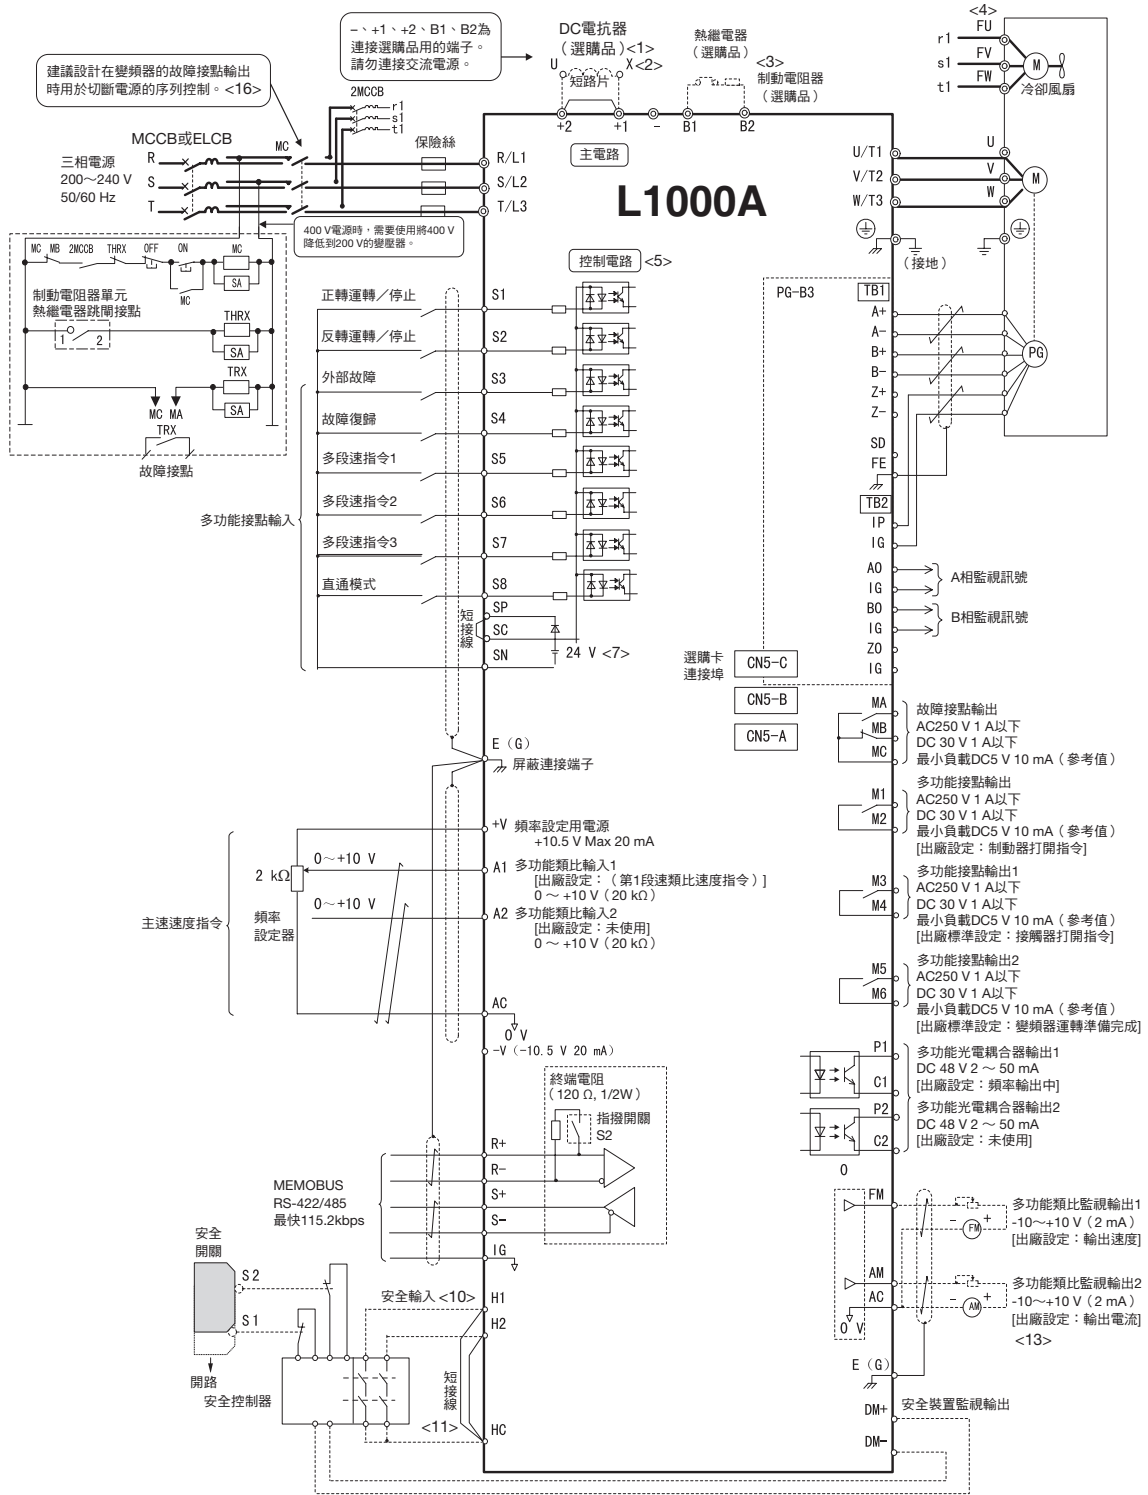 <4>
FU
r1
FV
s1
FW
t1
M
冷卻風扇
–、+1、+2、B1、B2為
連接選購品用的端子。
請勿連接交流電源。
DC電抗器
（選購品）<1>
U X <2>
短路片
熱繼電器
（選購品）
<3>
制動電阻器
（選購品）
建議設計在變頻器的故障接點輸出
時用於切斷電源的序列控制。<16>
2MCCB
r1
s1
t1
+2 +1 – B1 B2
MCCB或ELCB
MC
保險絲
三相電源
200～240 V
50/60 Hz
R
S
T
R/L1
S/L2
T/L3
主電路
L1000A
U/T1
V/T2
W/T3
U
V
W
M
（接地）
400 V電源時，需要使用將400 V
降低到200 V的變壓器。
MC MB 2MCCB THRX OFF ON MC
SA
MC
制動電阻器單元
熱繼電器跳閘接點
1 2
THRX
SA
TRX
SA
MC MA
TRX
故障接點
控制電路 <5>
正轉運轉／停止 S1
反轉運轉／停止 S2
外部故障 S3
故障復歸 S4
多段速指令1 S5
多段速指令2 S6
多段速指令3 S7
直通模式 S8
多功能接點輸入
短接線
SP
SC
SN
24 V <7>
PG-B3
TB1
A+
A-
B+
B-
Z+
Z-
SD
FE
PG
TB2
IP
IG
AO
IG
A相監視訊號
BO
IG
B相監視訊號
ZO
IG
選購卡
連接埠
CN5-C
CN5-B
CN5-A
E（G）
屏蔽連接端子
MA
MB
MC
故障接點輸出
AC250 V 1 A以下
DC 30 V 1 A以下
最小負載DC5 V 10 mA（參考值）
M1
M2
多功能接點輸出
AC250 V 1 A以下
DC 30 V 1 A以下
最小負載DC5 V 10 mA（參考值）
[出廠設定：制動器打開指令]
M3
M4
多功能接點輸出1
AC250 V 1 A以下
DC 30 V 1 A以下
最小負載DC5 V 10 mA（參考值）
[出廠標準設定：接觸器打開指令]
M5
M6
多功能接點輸出2
AC250 V 1 A以下
DC 30 V 1 A以下
最小負載DC5 V 10 mA（參考值）
[出廠標準設定：變頻器運轉準備完成]
主速速度指令
2 kΩ
頻率
設定器
0～+10 V
0～+10 V
+V 頻率設定用電源
+10.5 V Max 20 mA
A1 多功能類比輸入1
[出廠設定：（第1段速類比速度指令）]
0 ～ +10 V（20 kΩ）
A2 多功能類比輸入2
[出廠設定：未使用]
0 ～ +10 V（20 kΩ）
AC
0 V
-V（-10.5 V 20 mA）
P1
C1
多功能光電耦合器輸出1
DC 48 V 2 ～ 50 mA
[出廠設定：頻率輸出中]
P2
C2
多功能光電耦合器輸出2
DC 48 V 2 ～ 50 mA
[出廠設定：未使用]
0
終端電阻
（120 Ω, 1/2W）
指撥開關
S2
MEMOBUS
RS-422/485
最快115.2kbps
R+
R-
S+
S-
IG
FM
- FM +
多功能類比監視輸出1
-10～+10 V（2 mA）
[出廠設定：輸出速度]
AM
AC
- AM +
多功能類比監視輸出2
-10～+10 V（2 mA）
[出廠設定：輸出電流]
<13>
0 V
E（G）
安全
開關
S2
S1
開路
安全控制器
安全輸入 <10>
H1
H2
短接線
<11>
HC
安全裝置監視輸出
DM+
DM-